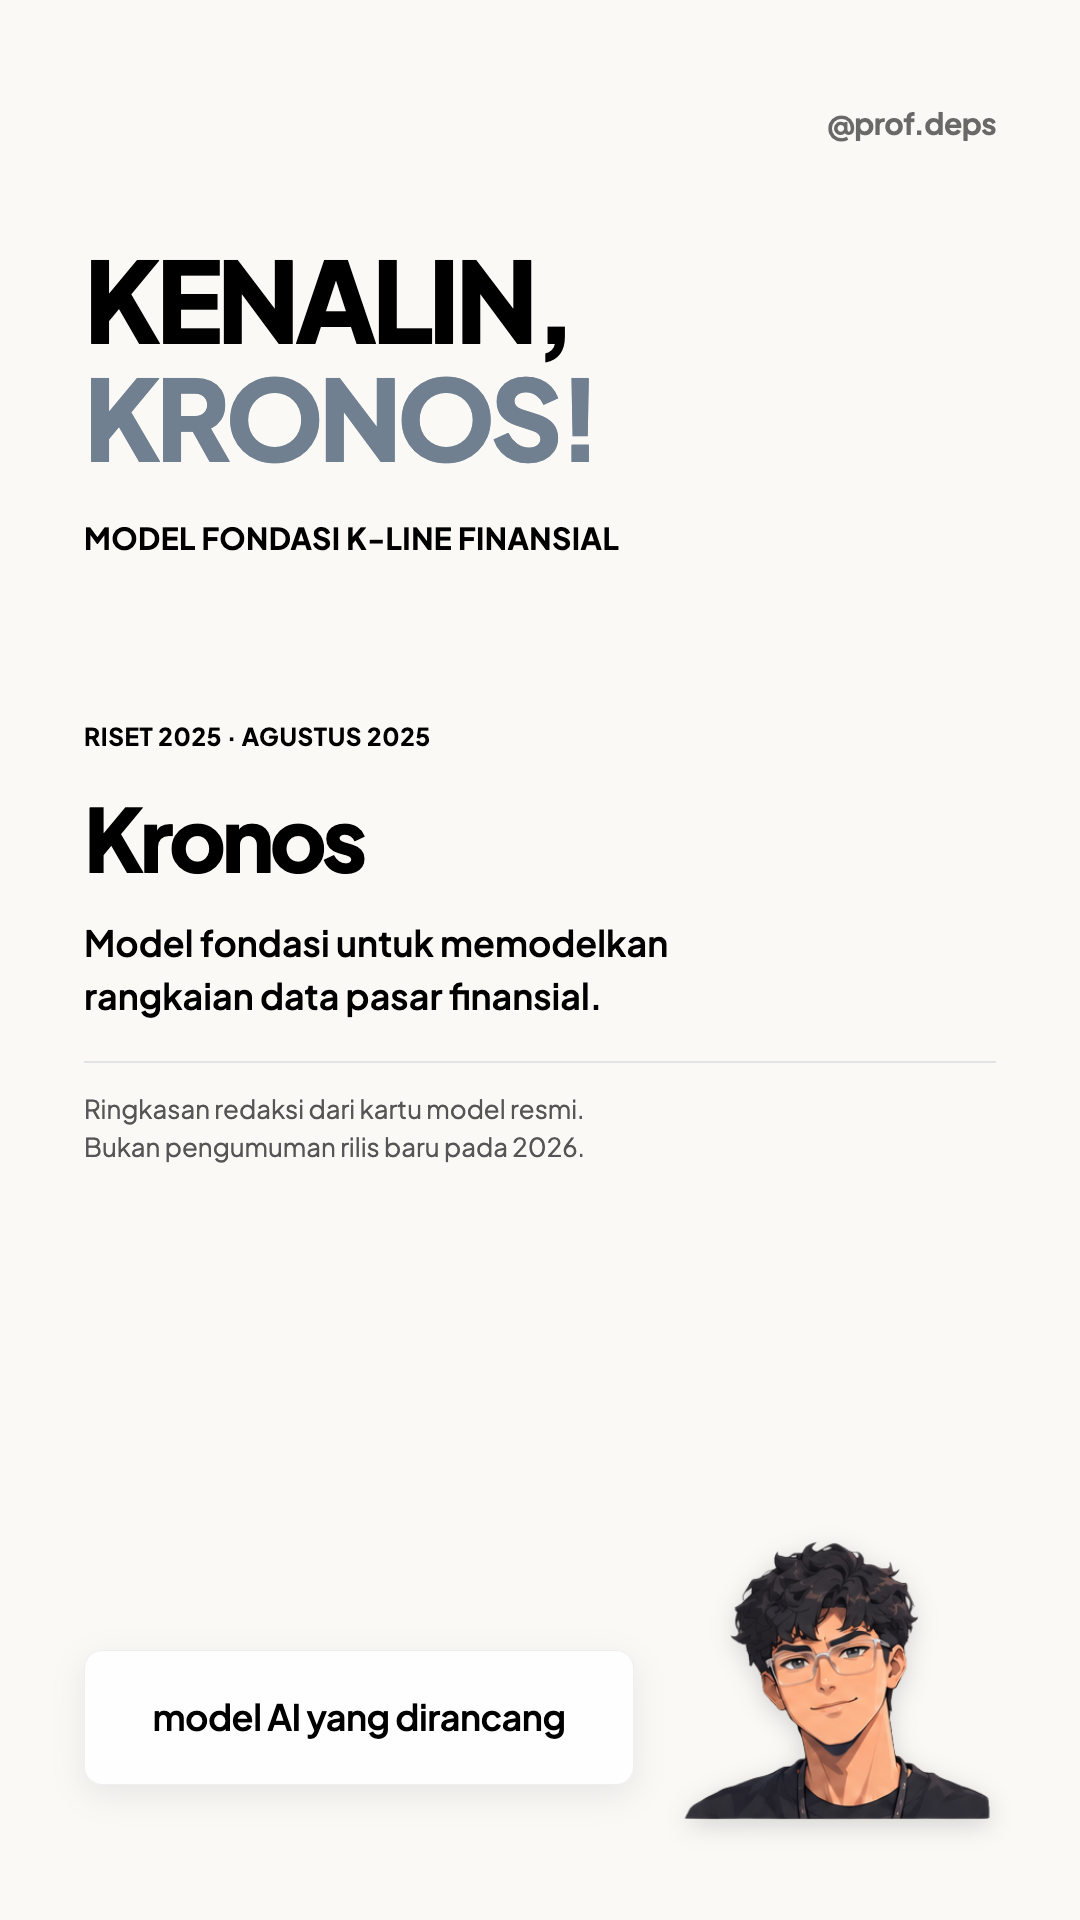 @prof.deps
KENALIN,
KRONOS!
MODEL FONDASI K-LINE FINANSIAL
RISET 2025 · AGUSTUS 2025
Kronos
Model fondasi untuk memodelkan
rangkaian data pasar finansial.
Ringkasan redaksi dari kartu model resmi.
Bukan pengumuman rilis baru pada 2026.
model AI yang dirancang